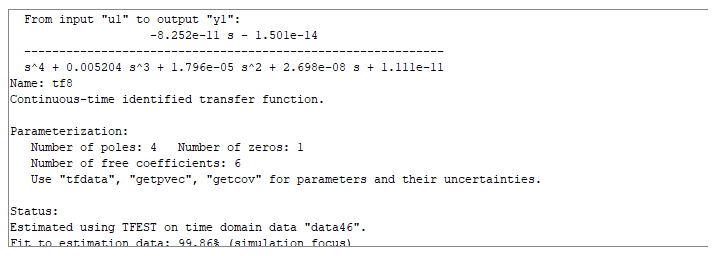 From input "u1" to output "y1":
-8.252e-11 s - 1.501e-14
---------------------------------------------------------------
s^4 + 0.005204 s^3 + 1.796e-05 s^2 + 2.698e-08 s + 1.111e-11
Name: tf8
Continuous-time identified transfer function.
Parameterization:
Number of poles: 4   Number of zeros: 1
Number of free coefficients: 6
Use "tfdata", "getpvec", "getcov" for parameters and their uncertainties.
Status:
Estimated using TFEST on time domain data "data46".
Fit to estimation data: 99.86% (simulation focus)